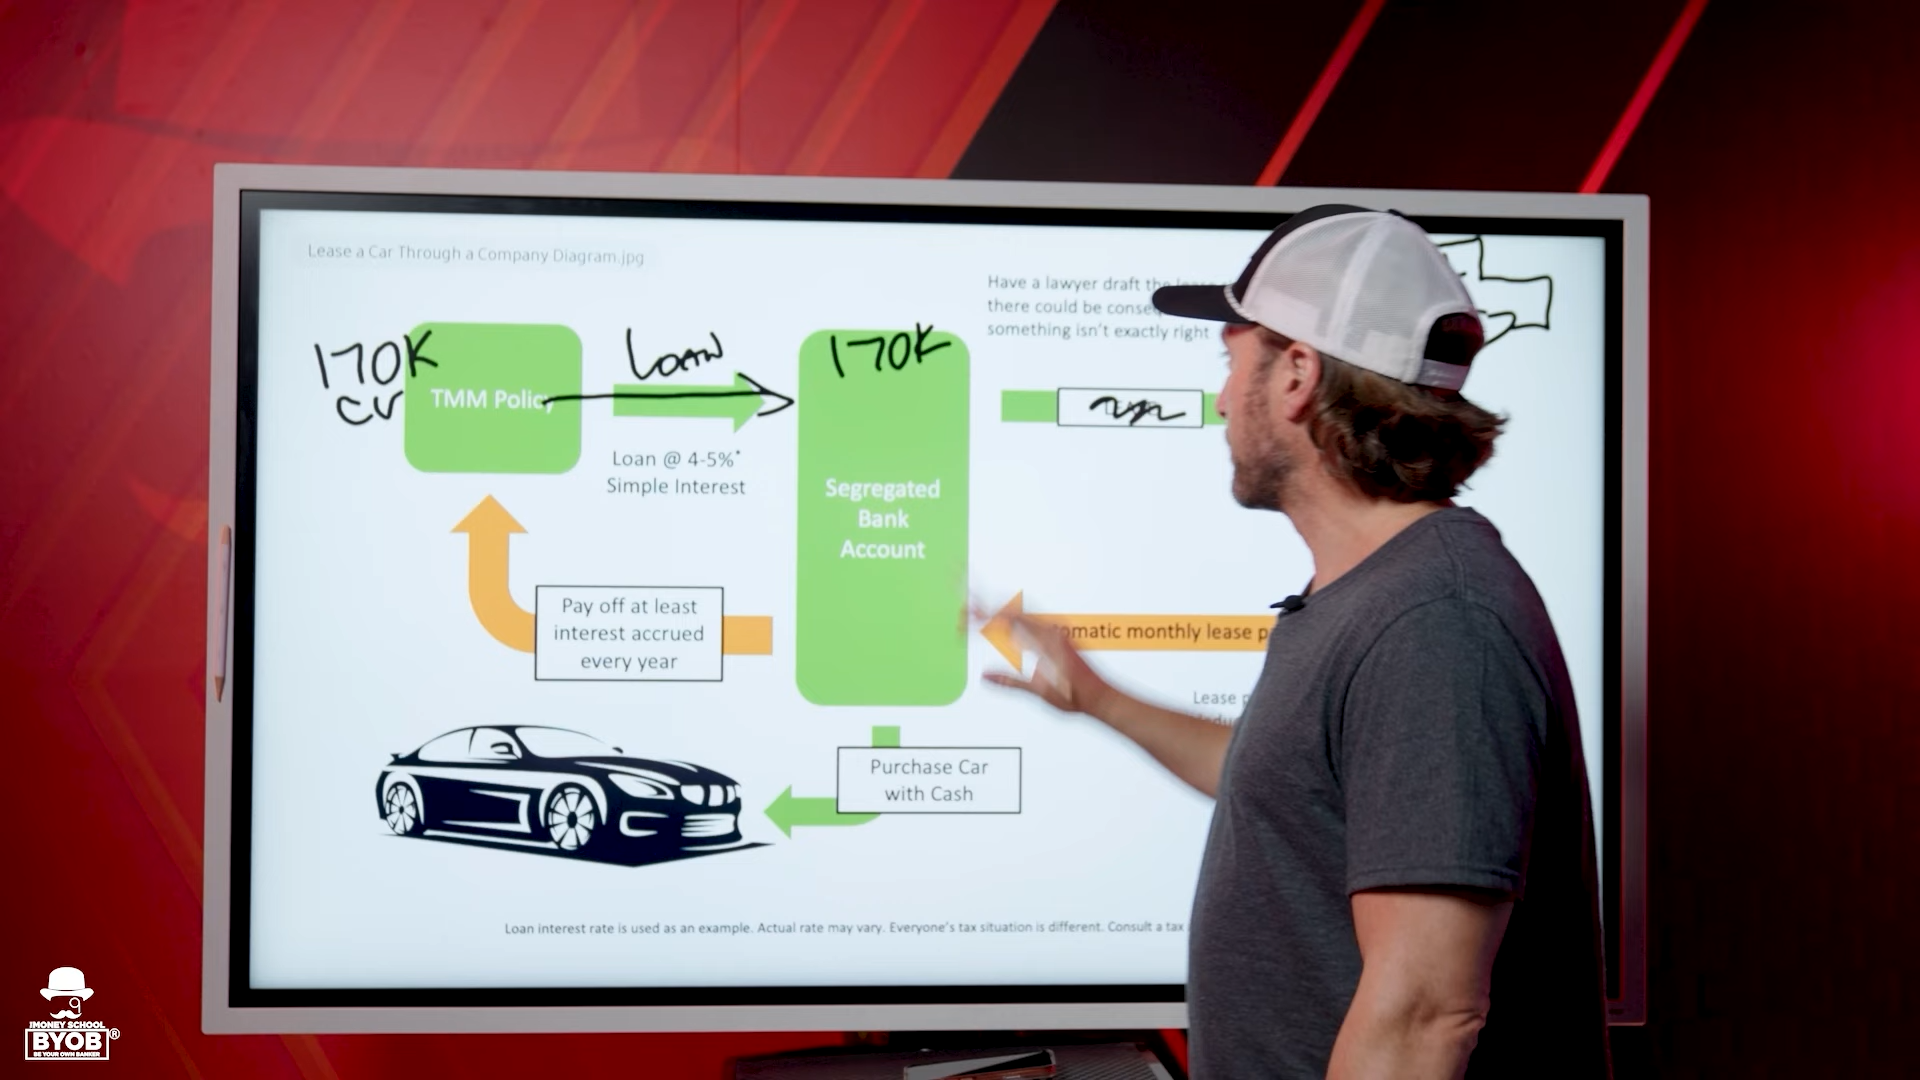 Lease a Car Through a Company Diagram.jpg
Have a lawyer draft the
there could be
something isn't exactly right
170K
CV
TMM Policy
Loan
170K
Loan @ 4-5%*
Simple Interest
Segregated
Bank
Account
Pay off at least
interest accrued
every year
monthly lease
Lease
Purchase Car
with Cash
Loan interest rate is used as an example. Actual rate may vary. Everyone's tax situation is different. Consult a tax
MONEY SCHOOL
BYOB®
BE YOUR OWN BANKER